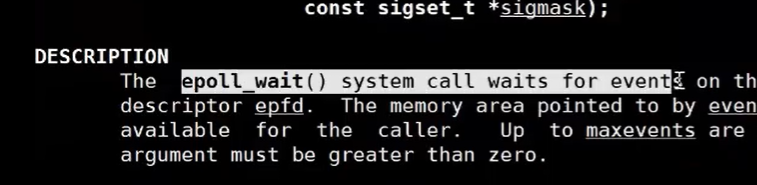 const sigset_t *sigmask);
DESCRIPTION
The epoll_wait() system call waits for events on th
descriptor epfd. The memory area pointed to by even
available for the caller. Up to maxevents are
argument must be greater than zero.